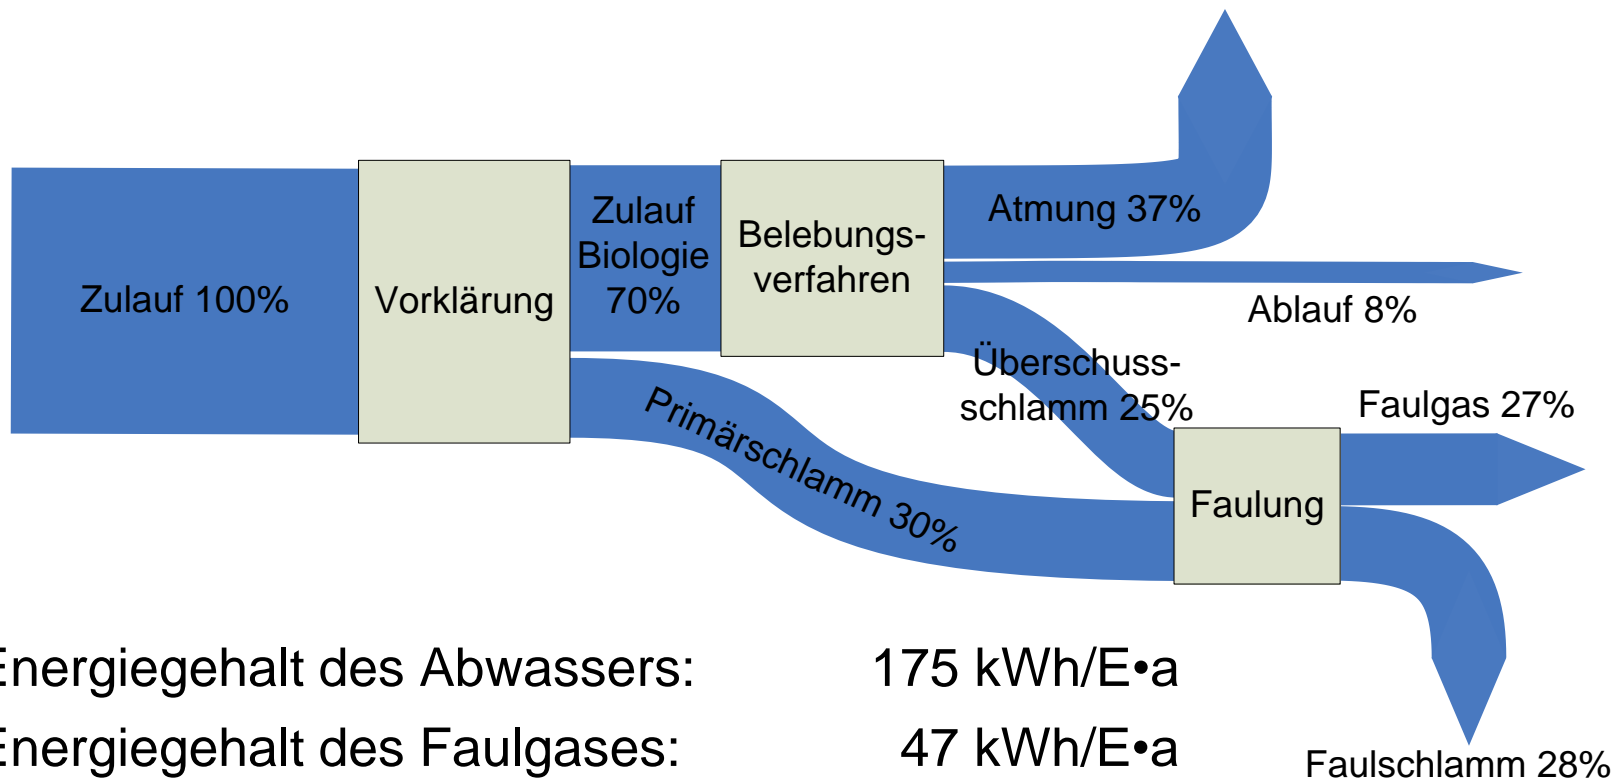 Zulauf 100%
Vorklärung
Zulauf
Biologie
70%
Belebungs-
verfahren
Atmung 37%
Ablauf 8%
Überschuss-
schlamm 25%
Primärschlamm 30%
Faulung
Faulgas 27%
Faulschlamm 28%
Energiegehalt des Abwassers: 175 kWh/E•a
Energiegehalt des Faulgases: 47 kWh/E•a